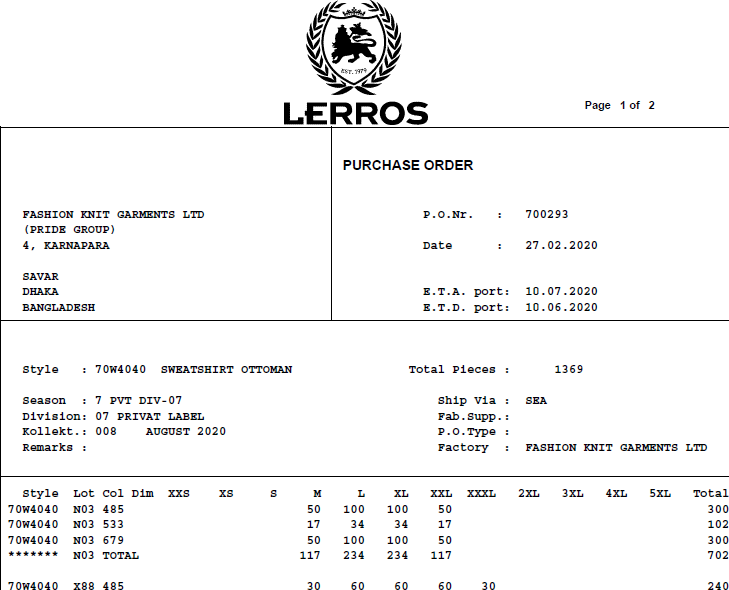 EST. 1979
LERROS
Page 1 of 2
PURCHASE ORDER
FASHION KNIT GARMENTS LTD P.O.Nr. : 700293
(PRIDE GROUP)
4, KARNAPARA Date : 27.02.2020
SAVAR
DHAKA E.T.A. port: 10.07.2020
BANGLADESH E.T.D. port: 10.06.2020
Style : 70W4040 SWEATSHIRT OTTOMAN Total Pieces : 1369
Season : 7 PVT DIV-07 Ship Via : SEA
Division: 07 PRIVAT LABEL Fab.Supp.:
Kollekt.: 008 AUGUST 2020 P.O.Type :
Remarks : Factory : FASHION KNIT GARMENTS LTD
Style Lot Col Dim XXS XS S M L XL XXL XXXL 2XL 3XL 4XL 5XL Total
70W4040 N03 485 50 100 100 50 300
70W4040 N03 533 17 34 34 17 102
70W4040 N03 679 50 100 100 50 300
******* N03 TOTAL 117 234 234 117 702
70W4040 X88 485 30 60 60 60 30 240